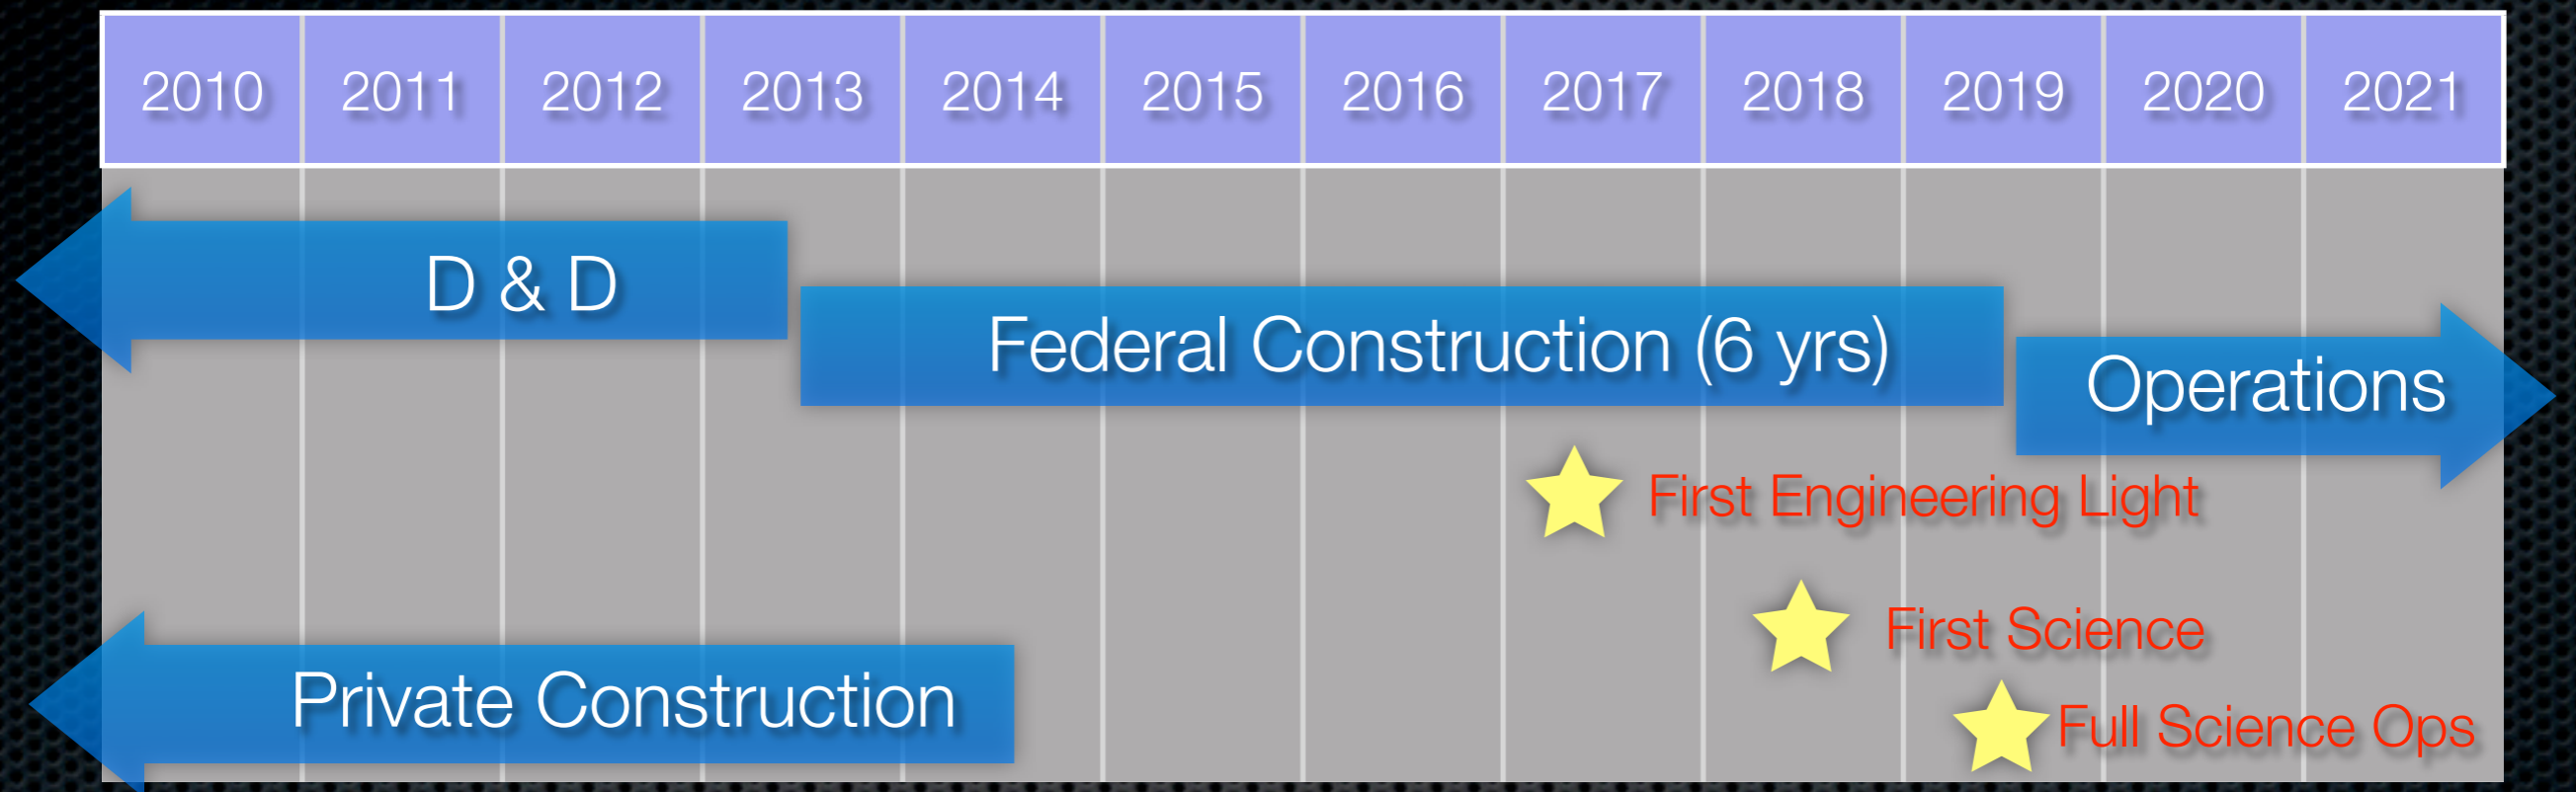 2010 2011 2012 2013 2014 2015 2016 2017 2018 2019 2020 2021
D & D
Federal Construction (6 yrs)
Operations
First Engineering Light
First Science
Private Construction
Full Science Ops